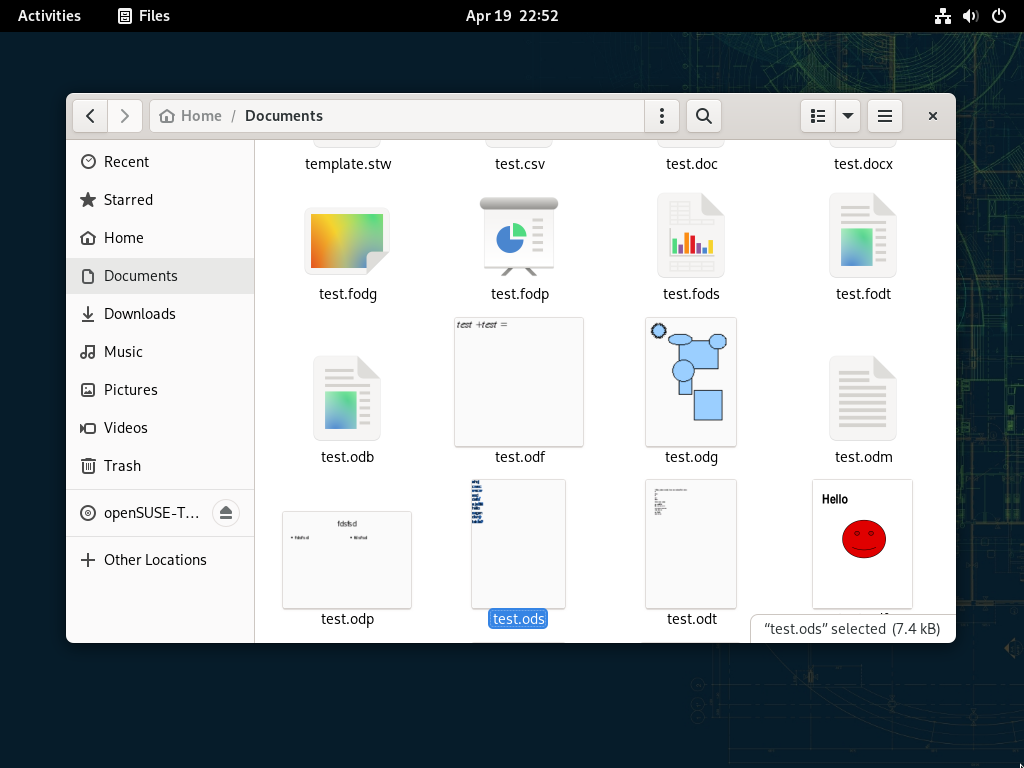 Activities Files Apr 19 22:52
Home / Documents
Recent
Starred
Home
Documents
Downloads
Music
Pictures
Videos
Trash
openSUSE-T…
Other Locations
template.stw test.csv test.doc test.docx
test.fodg test.fodp test.fods test.fodt
test +test =
test.odb test.odf test.odg test.odm
fdsfsd
Hello
test.odp test.ods test.odt
“test.ods” selected (7.4 kB)